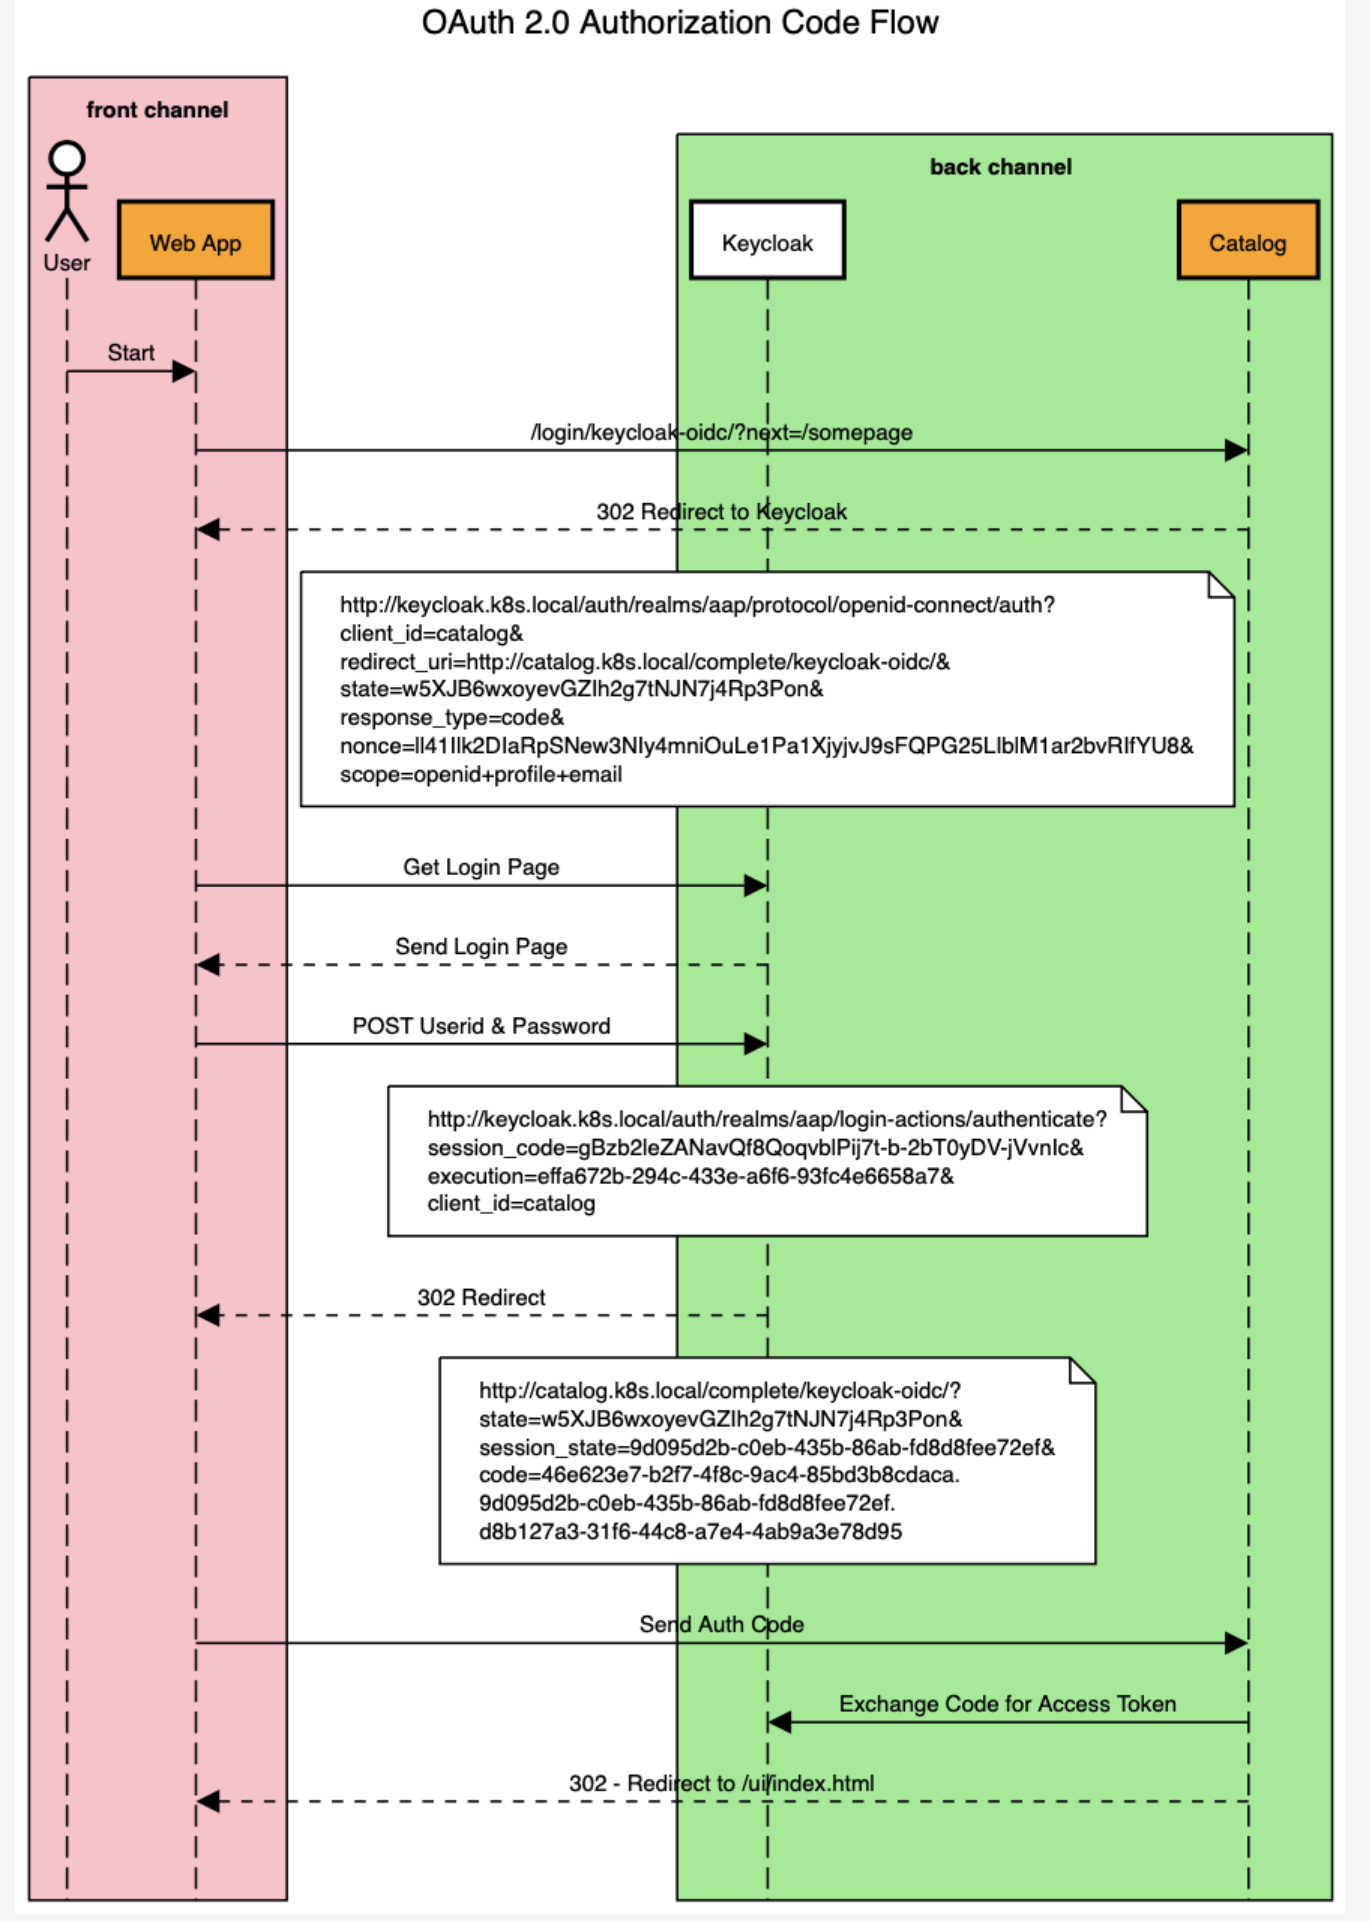 OAuth 2.0 Authorization Code Flow
front channel
back channel
User
Web App
Keycloak
Catalog
Start
/login/keycloak-oidc/?next=/somepage
302 Redirect to Keycloak
http://keycloak.k8s.local/auth/realms/aap/protocol/openid-connect/auth?
client_id=catalog&
redirect_uri=http://catalog.k8s.local/complete/keycloak-oidc/&
state=w5XJB6wxoyevGZIh2g7tNJN7j4Rp3Pon&
response_type=code&
nonce=Il41Ilk2DIaRpSNew3NIy4mniOuLe1Pa1XjyjvJ9sFQPG25LIblM1ar2bvRIfYU8&
scope=openid+profile+email
Get Login Page
Send Login Page
POST Userid & Password
http://keycloak.k8s.local/auth/realms/aap/login-actions/authenticate?
session_code=gBzb2leZANavQf8QoqvblPij7t-b-2bT0yDV-jVvnIc&
execution=effa672b-294c-433e-a6f6-93fc4e6658a7&
client_id=catalog
302 Redirect
http://catalog.k8s.local/complete/keycloak-oidc/?
state=w5XJB6wxoyevGZIh2g7tNJN7j4Rp3Pon&
session_state=9d095d2b-c0eb-435b-86ab-fd8d8fee72ef&
code=46e623e7-b2f7-4f8c-9ac4-85bd3b8cdaca.
9d095d2b-c0eb-435b-86ab-fd8d8fee72ef.
d8b127a3-31f6-44c8-a7e4-4ab9a3e78d95
Send Auth Code
Exchange Code for Access Token
302 - Redirect to /ui/index.html